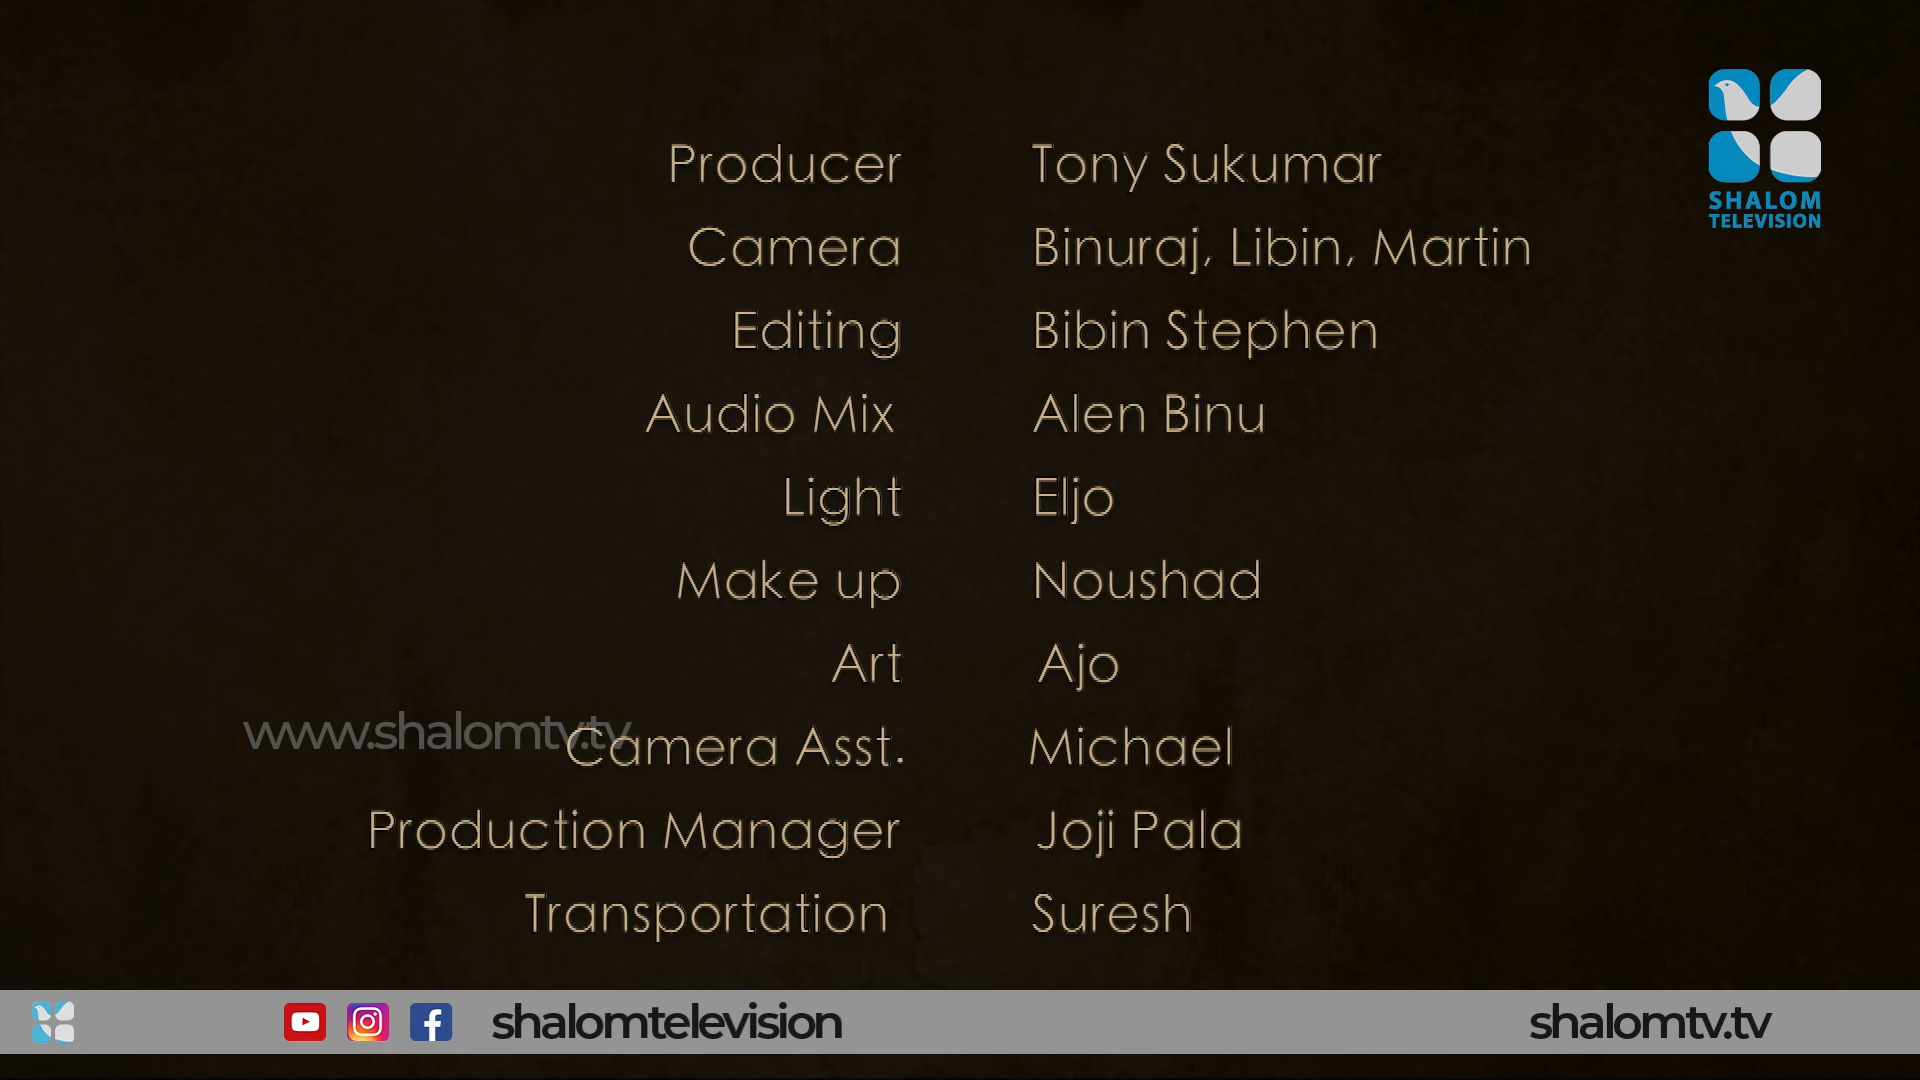 SHALOM
TELEVISION
Producer Tony Sukumar
Camera Binuraj, Libin, Martin
Editing Bibin Stephen
Audio Mix Alen Binu
Light Eljo
Make up Noushad
Art Ajo
www.shalomtv.tv
Camera Asst. Michael
Production Manager Joji Pala
Transportation Suresh
shalomtelevision shalomtv.tv